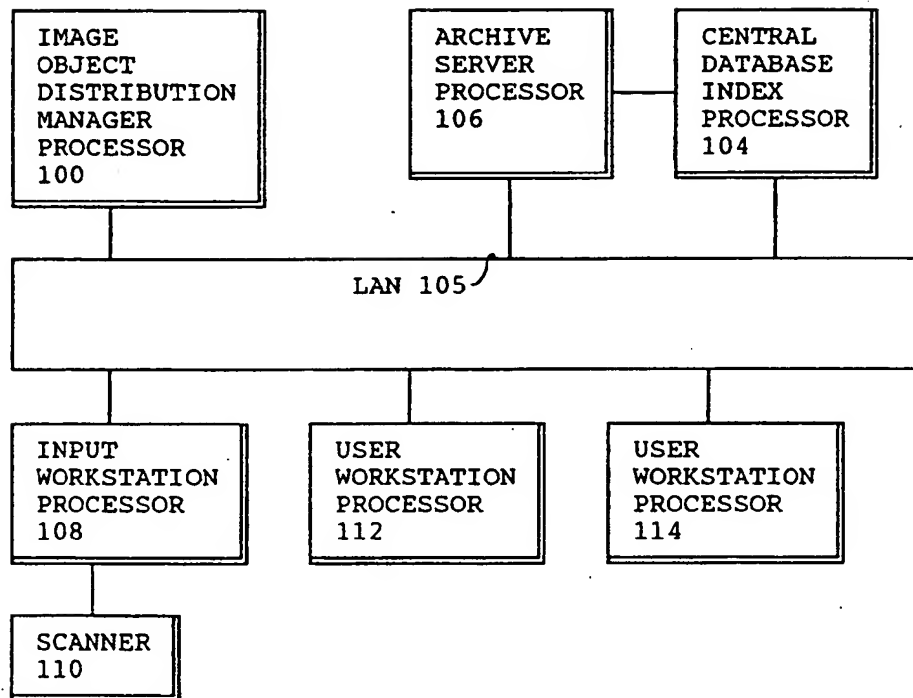 IMAGE
OBJECT
DISTRIBUTION
MANAGER
PROCESSOR
100
ARCHIVE
SERVER
PROCESSOR
106
CENTRAL
DATABASE
INDEX
PROCESSOR
104
LAN 105
INPUT
WORKSTATION
PROCESSOR
108
USER
WORKSTATION
PROCESSOR
112
USER
WORKSTATION
PROCESSOR
114
SCANNER
110